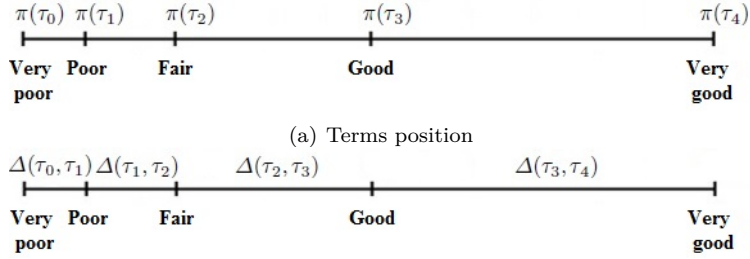 π(τ₀) π(τ₁) π(τ₂) π(τ₃) π(τ₄)
Very Poor Fair Good Very
poor good
(a) Terms position
Δ(τ₀, τ₁) Δ(τ₁, τ₂) Δ(τ₂, τ₃) Δ(τ₃, τ₄)
Very Poor Fair Good Very
poor good